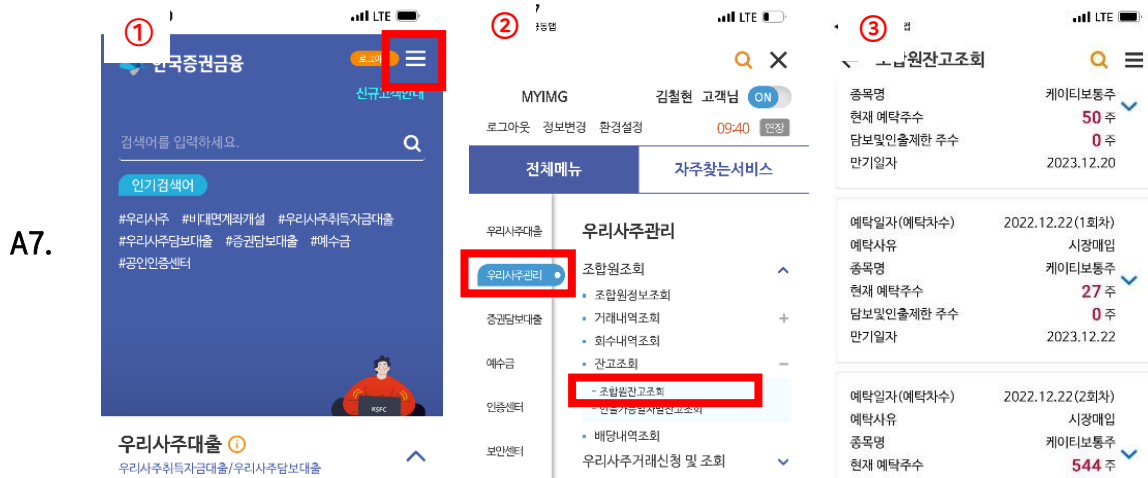 A7.
①
LTE
한국증권금융
신규고객안내
검색어를 입력하세요.
인기검색어
#우리사주 #비대면계좌개설 #우리사주취득자금대출
#우리사주담보대출 #증권담보대출 #예수금
#공인인증센터
KSFC
우리사주대출
우리사주취득자금대출/우리사주담보대출
②
LTE
MYIMG 김철현 고객님 ON
로그아웃 정보변경 환경설정 09:40 연장
전체메뉴 자주찾는서비스
우리사주대출
우리사주관리
증권담보대출
예수금
인증센터
보안센터
우리사주관리
조합원조회
조합원정보조회
거래내역조회
회수내역조회
잔고조회
- 조합원잔고조회
- 인출가능일자별잔고조회
배당내역조회
우리사주거래신청 및 조회
③
LTE
조합원잔고조회
종목명 케이티보통주
현재 예탁주수 50 주
담보및인출제한 주수 0 주
만기일자 2023.12.20
예탁일자(예탁차수) 2022.12.22(1회차)
예탁사유 시장매입
종목명 케이티보통주
현재 예탁주수 27 주
담보및인출제한 주수 0 주
만기일자 2023.12.22
예탁일자(예탁차수) 2022.12.22(2회차)
예탁사유 시장매입
종목명 케이티보통주
현재 예탁주수 544 주